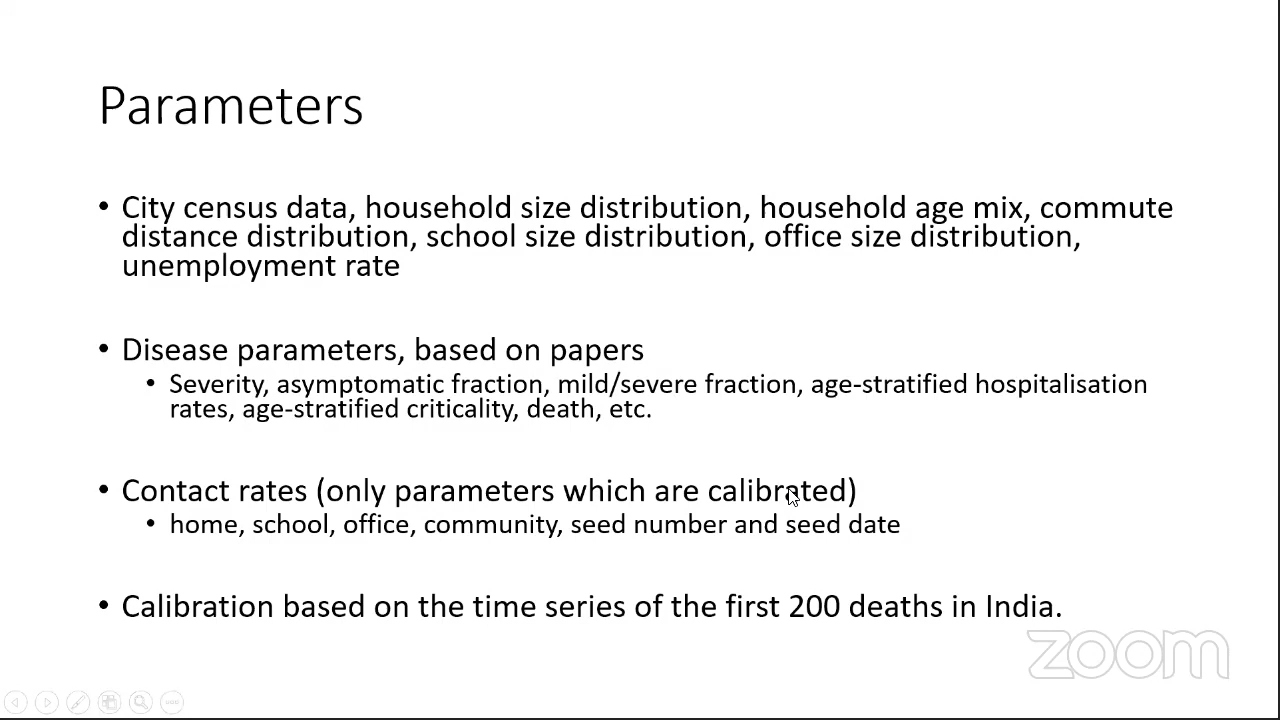 Parameters
• City census data, household size distribution, household age mix, commute
distance distribution, school size distribution, office size distribution,
unemployment rate
• Disease parameters, based on papers
• Severity, asymptomatic fraction, mild/severe fraction, age-stratified hospitalisation
rates, age-stratified criticality, death, etc.
• Contact rates (only parameters which are calibrated)
• home, school, office, community, seed number and seed date
• Calibration based on the time series of the first 200 deaths in India.
zoom